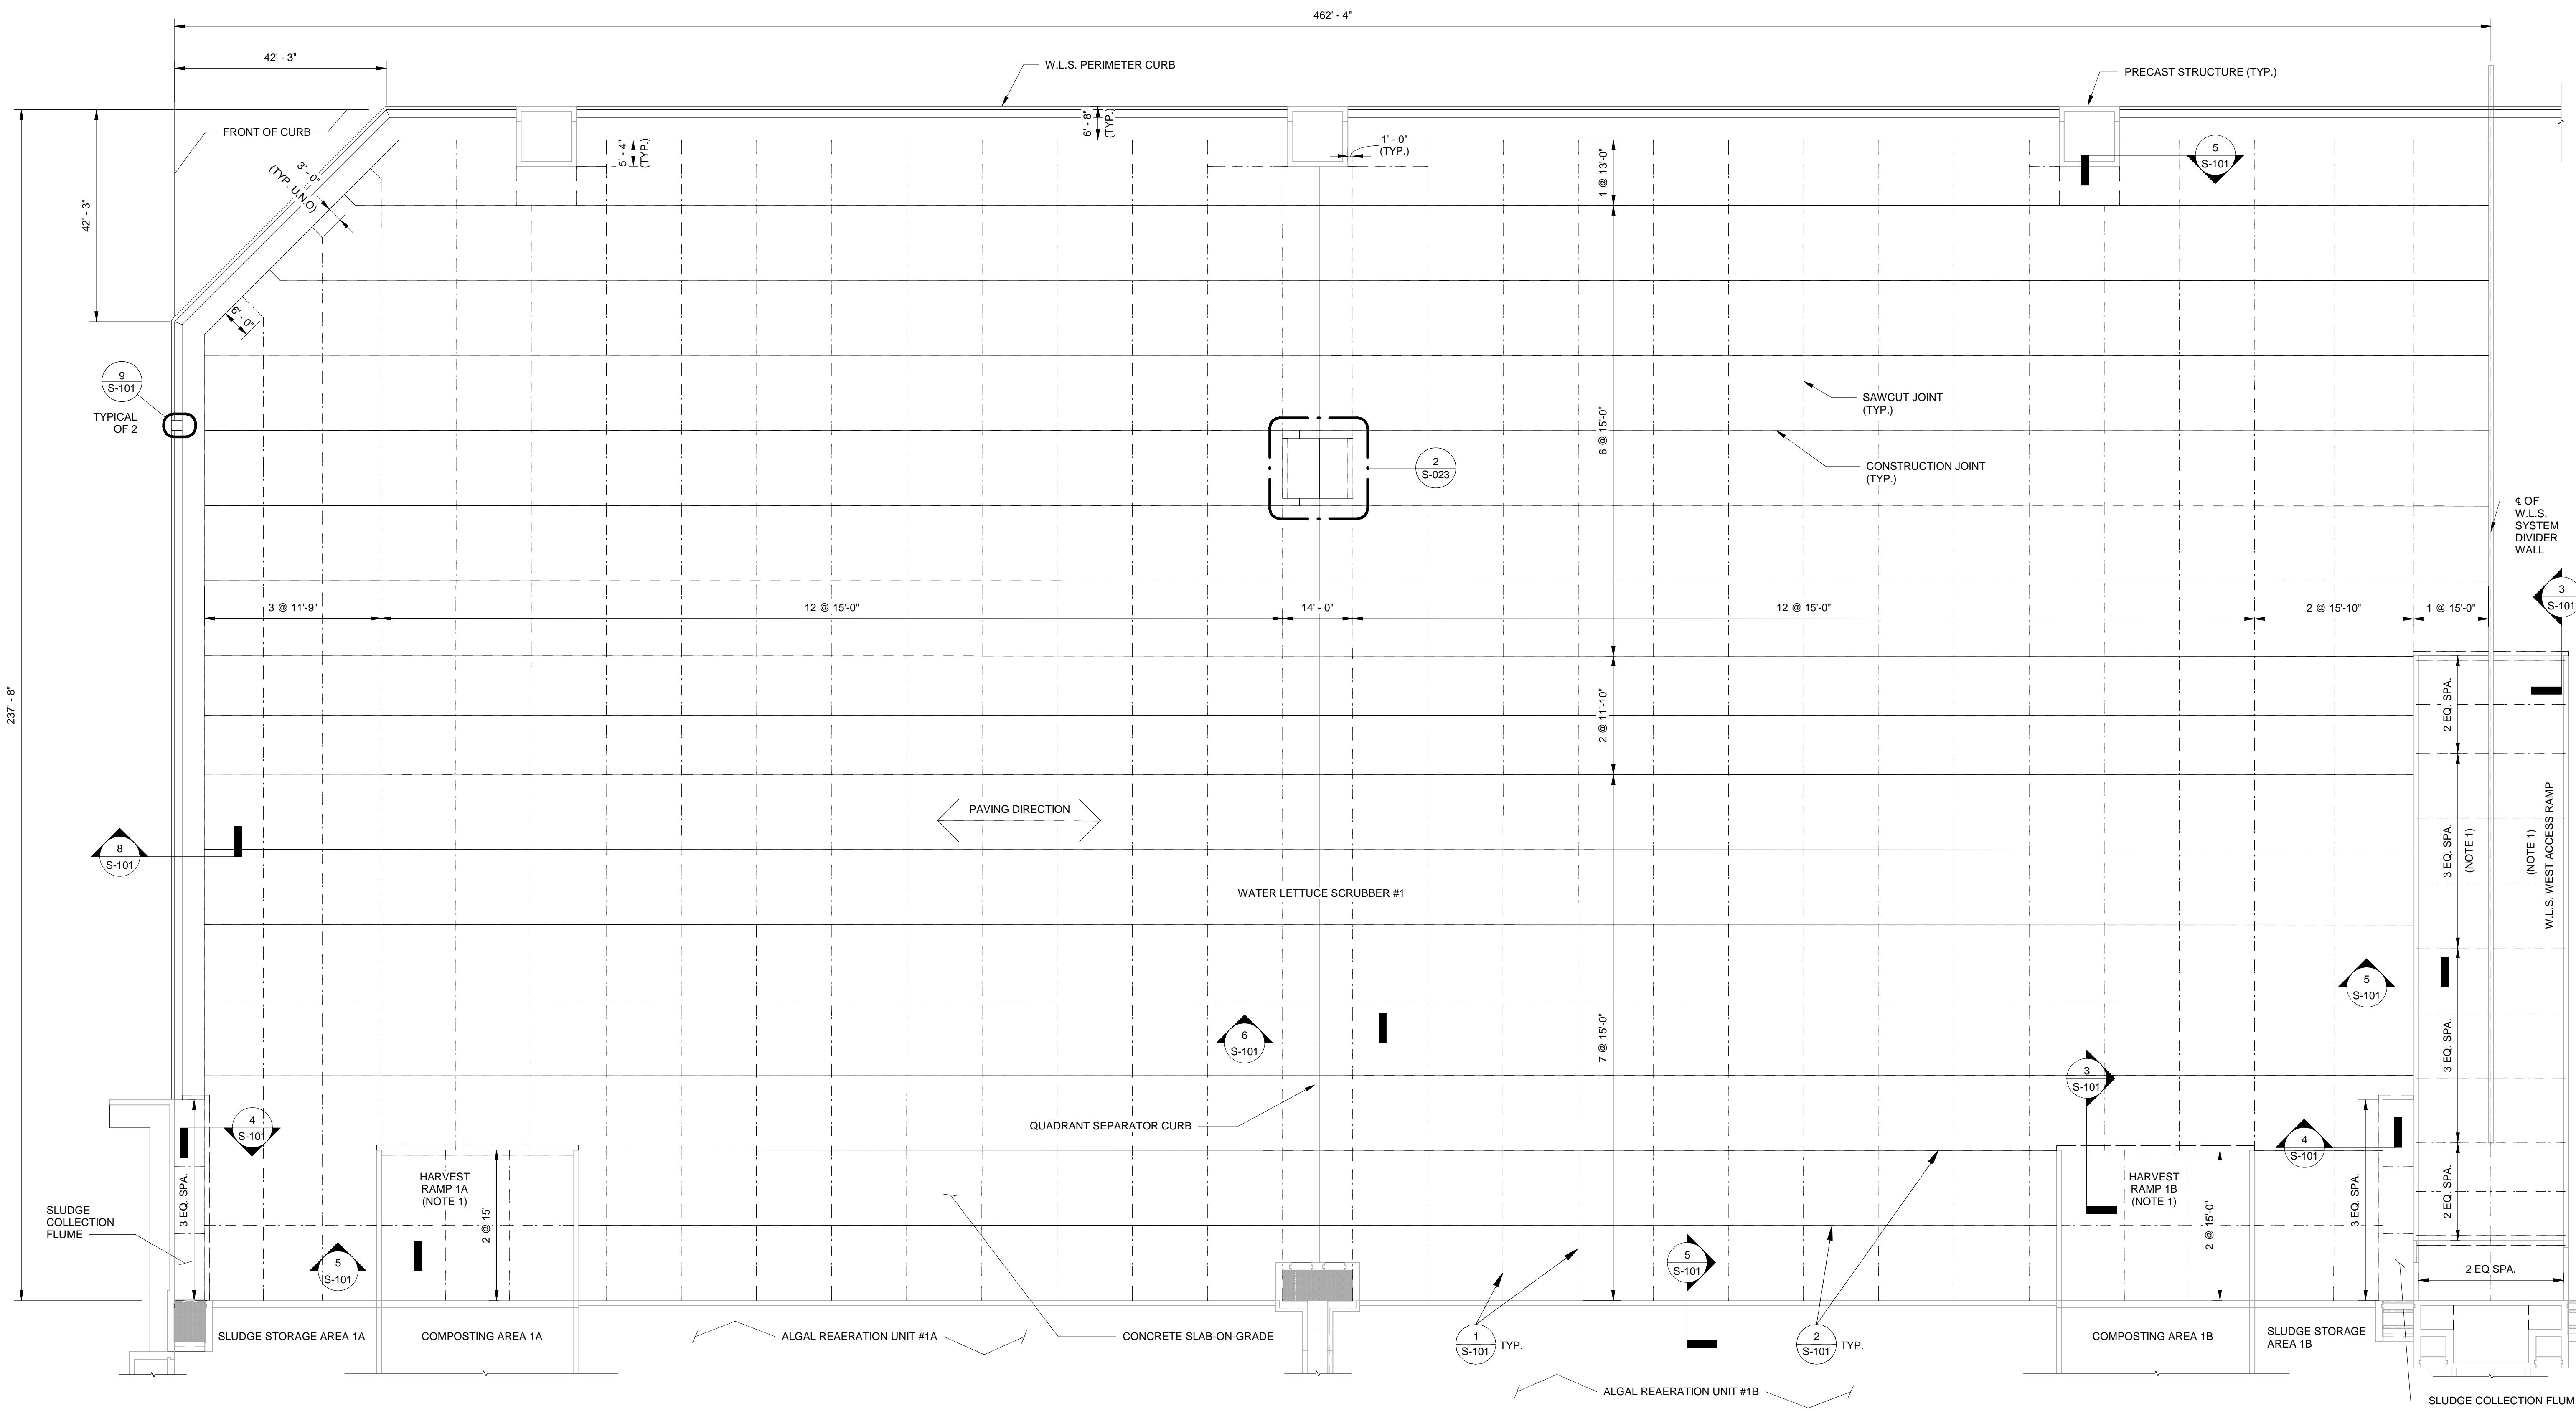 462' - 4"
42' - 3"
W.L.S. PERIMETER CURB
PRECAST STRUCTURE (TYP.)
FRONT OF CURB
6' - 8"
(TYP.)
5' - 4"
(TYP.)
1' - 0"
(TYP.)
5
S-101
3' - 0"
(TYP. U.N.O)
1 @ 13'-0"
42' - 3"
6' - 0"
9
S-101
TYPICAL
OF 2
SAWCUT JOINT
(TYP.)
6 @ 15'-0"
2
S-023
CONSTRUCTION JOINT
(TYP.)
℄ OF
W.L.S.
SYSTEM
DIVIDER
WALL
3
S-101
3 @ 11'-9"
12 @ 15'-0"
14' - 0"
12 @ 15'-0"
2 @ 15'-10"
1 @ 15'-0"
237' - 8"
2 @ 11'-10"
2 EQ. SPA.
PAVING DIRECTION
3 EQ. SPA.
(NOTE 1)
(NOTE 1)
W.L.S. WEST ACCESS RAMP
8
S-101
WATER LETTUCE SCRUBBER #1
5
S-101
6
S-101
7 @ 15'-0"
3 EQ. SPA.
3
S-101
QUADRANT SEPARATOR CURB
4
S-101
4
S-101
HARVEST
RAMP 1A
(NOTE 1)
HARVEST
RAMP 1B
(NOTE 1)
3 EQ. SPA.
2 @ 15'
3 EQ. SPA.
2 @ 15'-0"
2 EQ. SPA.
SLUDGE
COLLECTION
FLUME
5
S-101
5
S-101
2 EQ SPA.
SLUDGE STORAGE AREA 1A
COMPOSTING AREA 1A
ALGAL REAERATION UNIT #1A
CONCRETE SLAB-ON-GRADE
1
S-101
TYP.
2
S-101
TYP.
COMPOSTING AREA 1B
SLUDGE STORAGE
AREA 1B
ALGAL REAERATION UNIT #1B
SLUDGE COLLECTION FLUM